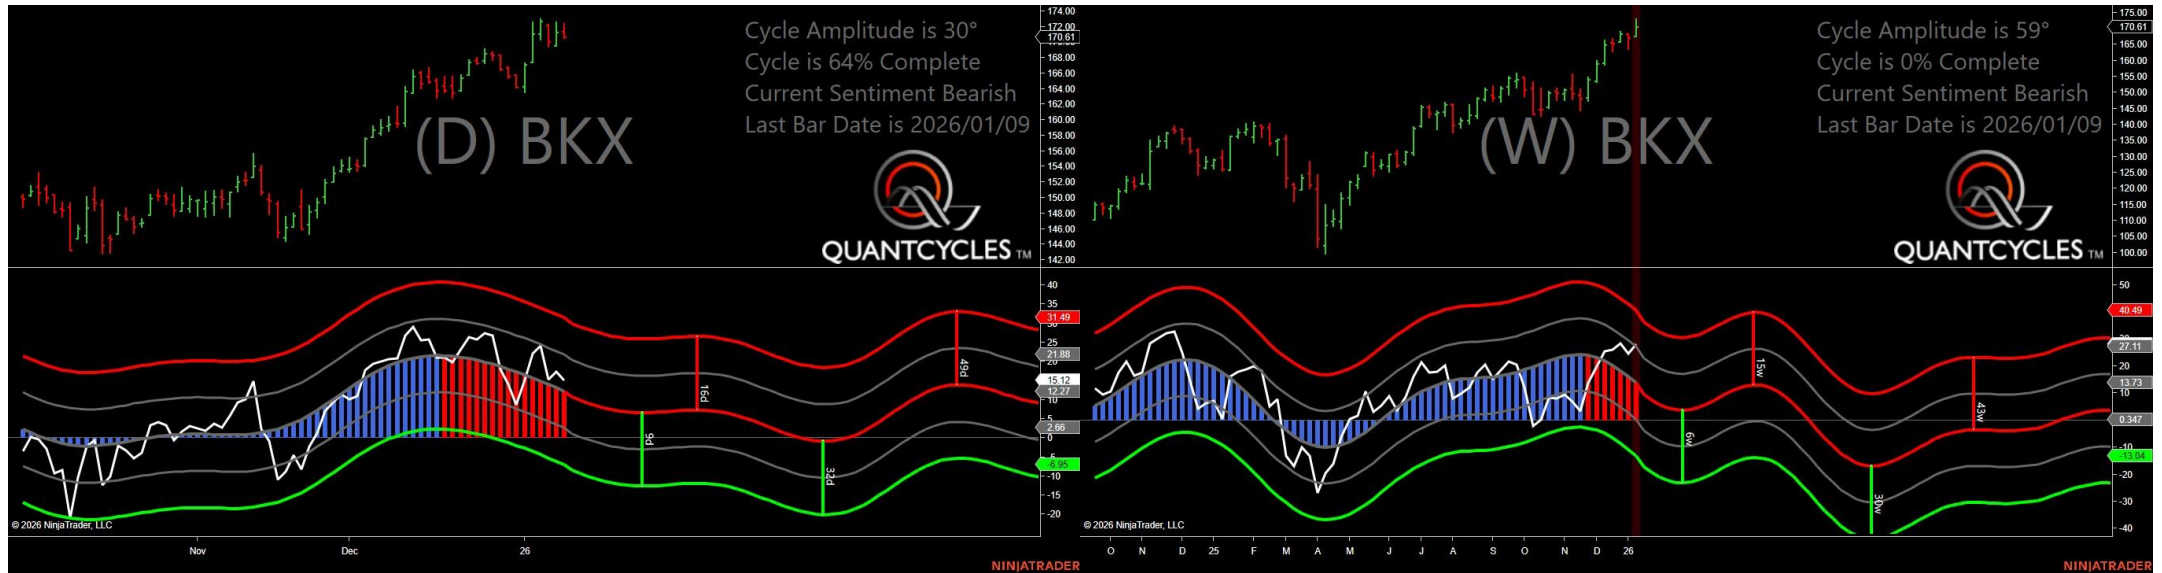 Cycle Amplitude is 30°
Cycle is 64% Complete
Current Sentiment Bearish
Last Bar Date is 2026/01/09
(D) BKX
QUANTCYCLES TM
174.00
172.00
170.61
168.00
166.00
164.00
162.00
160.00
158.00
156.00
154.00
152.00
150.00
148.00
146.00
144.00
142.00
40
35
31.49
25
21.88
15.12
12.27
10
5
2.66
0
-6.95
-10
-15
-20
9d
16d
32d
49d
© 2026 NinjaTrader, LLC
Nov
Dec
26
NINJATRADER
Cycle Amplitude is 59°
Cycle is 0% Complete
Current Sentiment Bearish
Last Bar Date is 2026/01/09
(W) BKX
QUANTCYCLES TM
175.00
170.61
165.00
160.00
155.00
150.00
145.00
140.00
135.00
130.00
125.00
120.00
115.00
110.00
105.00
100.00
50
40.49
27.11
20
13.73
10
0.347
-10
-13.04
-20
-30
-40
6w
15w
30w
43w
© 2026 NinjaTrader, LLC
O N D 25 F M A M J J A S O N D 26
NINJATRADER